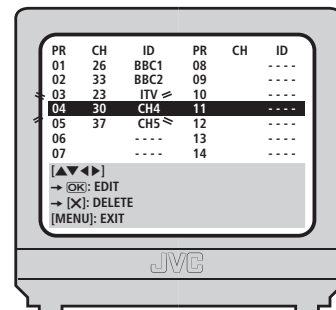 PR CH ID PR CH ID
01 26 BBC1 08 - - - -
02 33 BBC2 09 - - - -
03 23 ITV 10 - - - -
04 30 CH4 11 - - - -
05 37 CH5 12 - - - -
06 - - - - 13 - - - -
07 - - - - 14 - - - -
[▲▼◀▶]
→ OK: EDIT
→ [X]: DELETE
[MENU]: EXIT
JVC